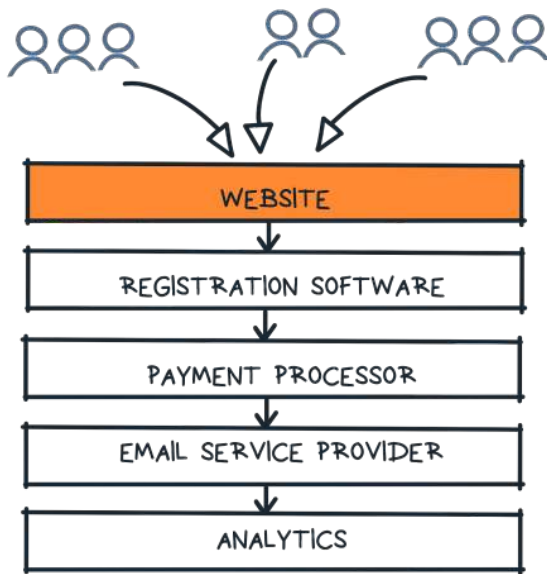 WEBSITE
REGISTRATION SOFTWARE
PAYMENT PROCESSOR
EMAIL SERVICE PROVIDER
ANALYTICS